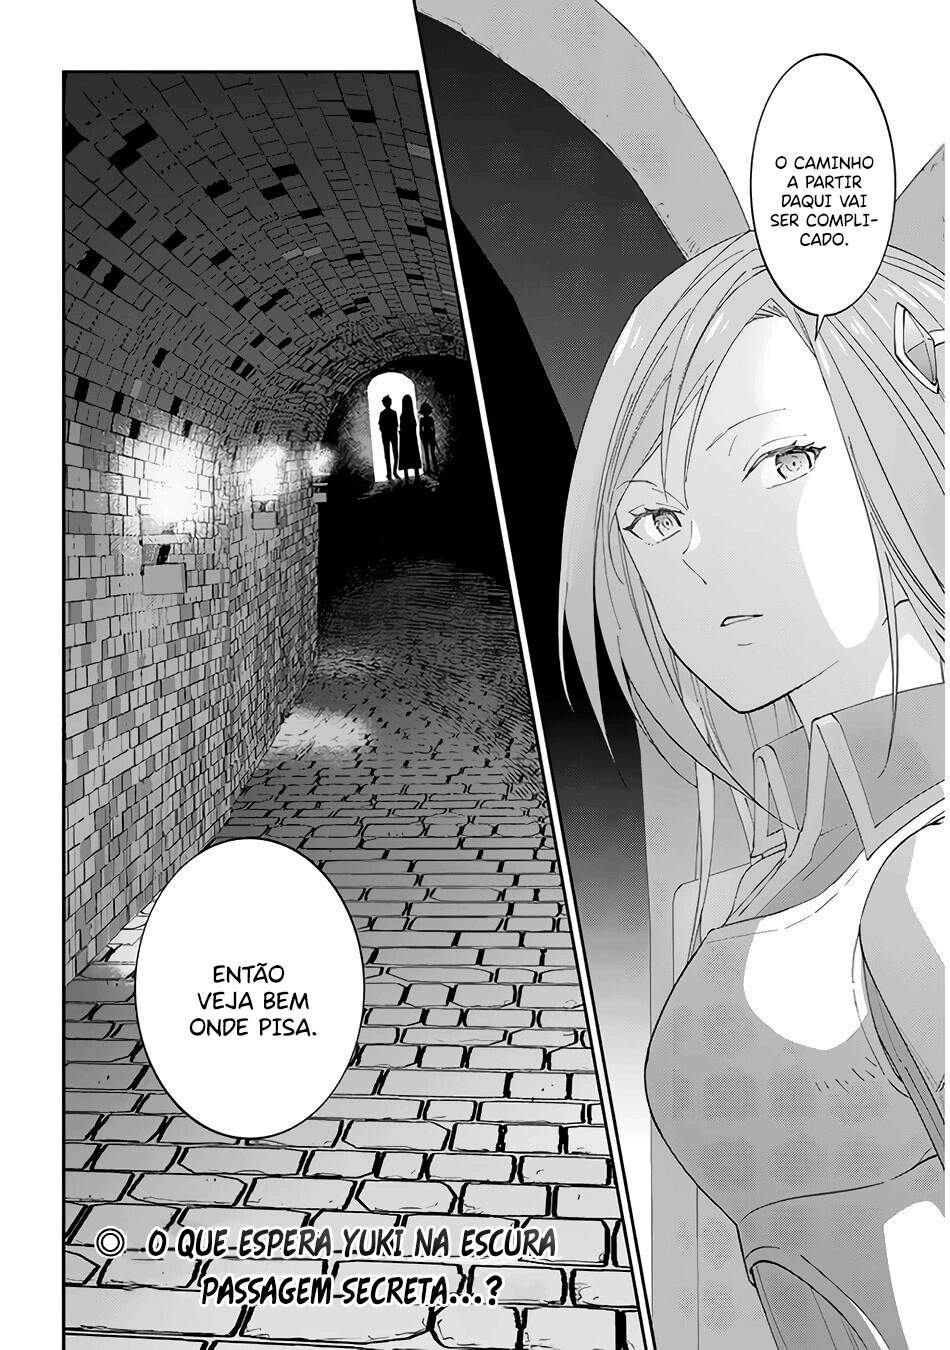 O CAMINHO
A PARTIR
DAQUI VAI
SER COMPLI-
CADO.
ENTÃO
VEJA BEM
ONDE PISA.
O QUE ESPERA YUKI NA ESCURA
PASSAGEM SECRETA...?